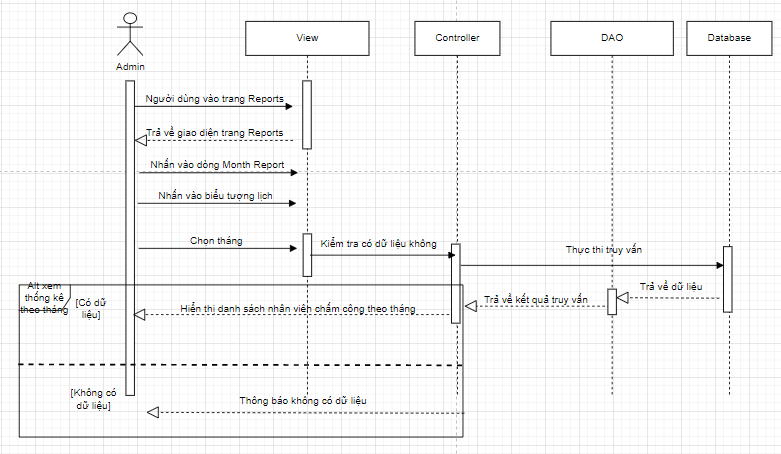 View
Controller
DAO
Database
Admin
Người dùng vào trang Reports
Trả về giao diện trang Reports
Nhấn vào dòng Month Report
Nhấn vào biểu tượng lịch
Chọn tháng
Kiểm tra có dữ liệu không
Thực thi truy vấn
Trả về dữ liệu
Trả về kết quả truy vấn
Alt xem
thống kê
theo tháng
[Có dữ
liệu]
Hiển thị danh sách nhân viên chấm công theo tháng
[Không có
dữ liệu]
Thông báo không có dữ liệu